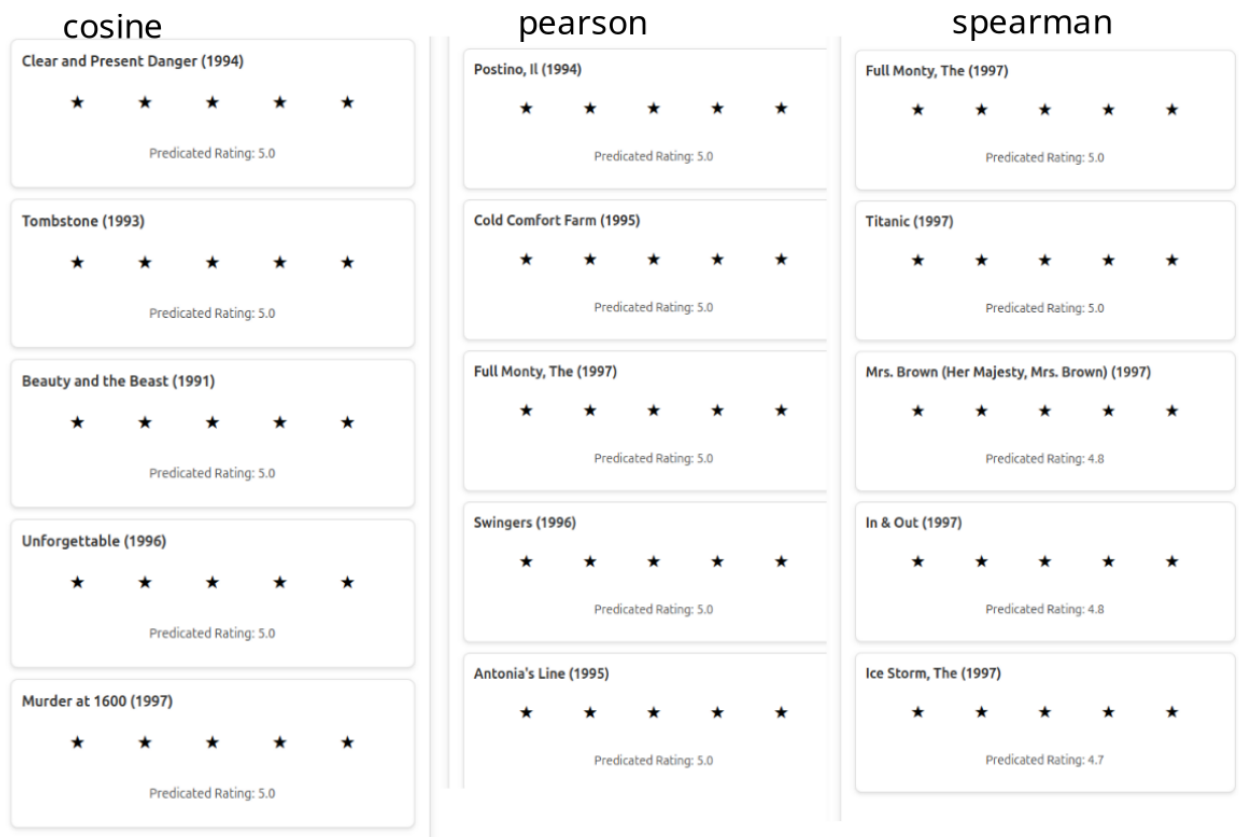 cosine
Clear and Present Danger (1994)
★ ★ ★ ★ ★
Predicated Rating: 5.0
Tombstone (1993)
★ ★ ★ ★ ★
Predicated Rating: 5.0
Beauty and the Beast (1991)
★ ★ ★ ★ ★
Predicated Rating: 5.0
Unforgettable (1996)
★ ★ ★ ★ ★
Predicated Rating: 5.0
Murder at 1600 (1997)
★ ★ ★ ★ ★
Predicated Rating: 5.0
pearson
Postino, Il (1994)
★ ★ ★ ★ ★
Predicated Rating: 5.0
Cold Comfort Farm (1995)
★ ★ ★ ★ ★
Predicated Rating: 5.0
Full Monty, The (1997)
★ ★ ★ ★ ★
Predicated Rating: 5.0
Swingers (1996)
★ ★ ★ ★ ★
Predicated Rating: 5.0
Antonia's Line (1995)
★ ★ ★ ★ ★
Predicated Rating: 5.0
spearman
Full Monty, The (1997)
★ ★ ★ ★ ★
Predicated Rating: 5.0
Titanic (1997)
★ ★ ★ ★ ★
Predicated Rating: 5.0
Mrs. Brown (Her Majesty, Mrs. Brown) (1997)
★ ★ ★ ★ ★
Predicated Rating: 4.8
In & Out (1997)
★ ★ ★ ★ ★
Predicated Rating: 4.8
Ice Storm, The (1997)
★ ★ ★ ★ ★
Predicated Rating: 4.7